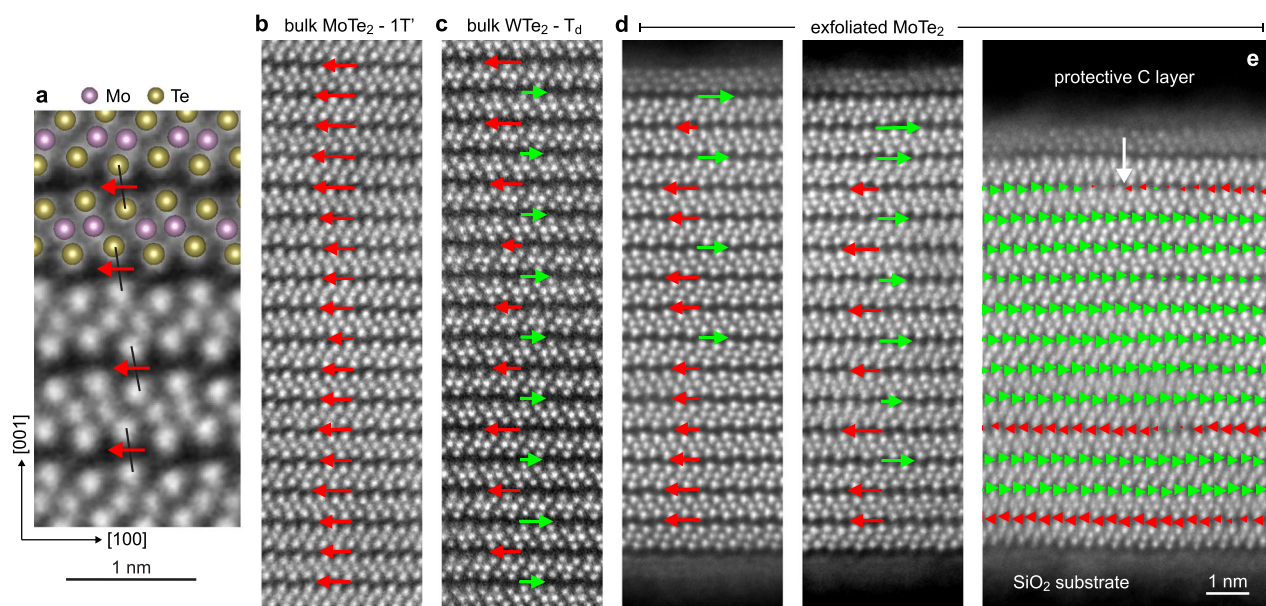 b bulk MoTe2 - 1T’
c bulk WTe2 - Td
d exfoliated MoTe2
a Mo Te
e
protective C layer
[001]
[100]
1 nm
SiO2 substrate
1 nm